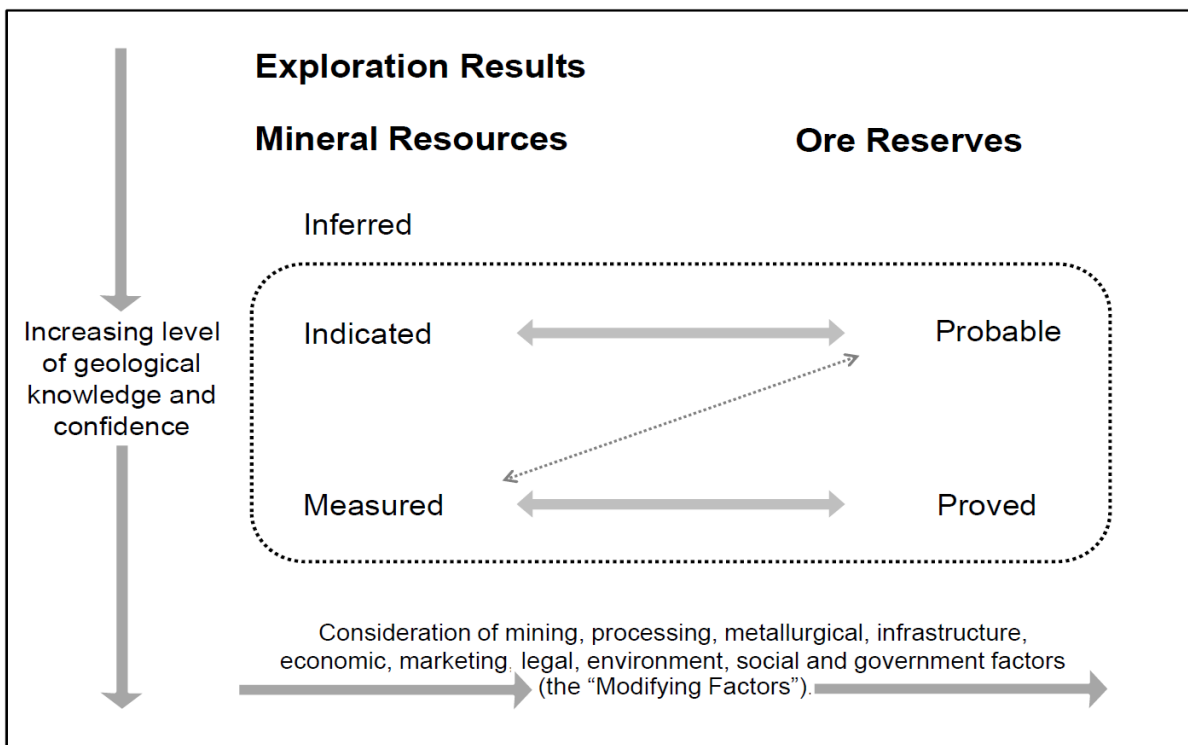 Exploration Results
Mineral Resources
Ore Reserves
Inferred
Increasing level
of geological
knowledge and
confidence
Indicated
Probable
Measured
Proved
Consideration of mining, processing, metallurgical, infrastructure,
economic, marketing, legal, environment, social and government factors
(the “Modifying Factors”).